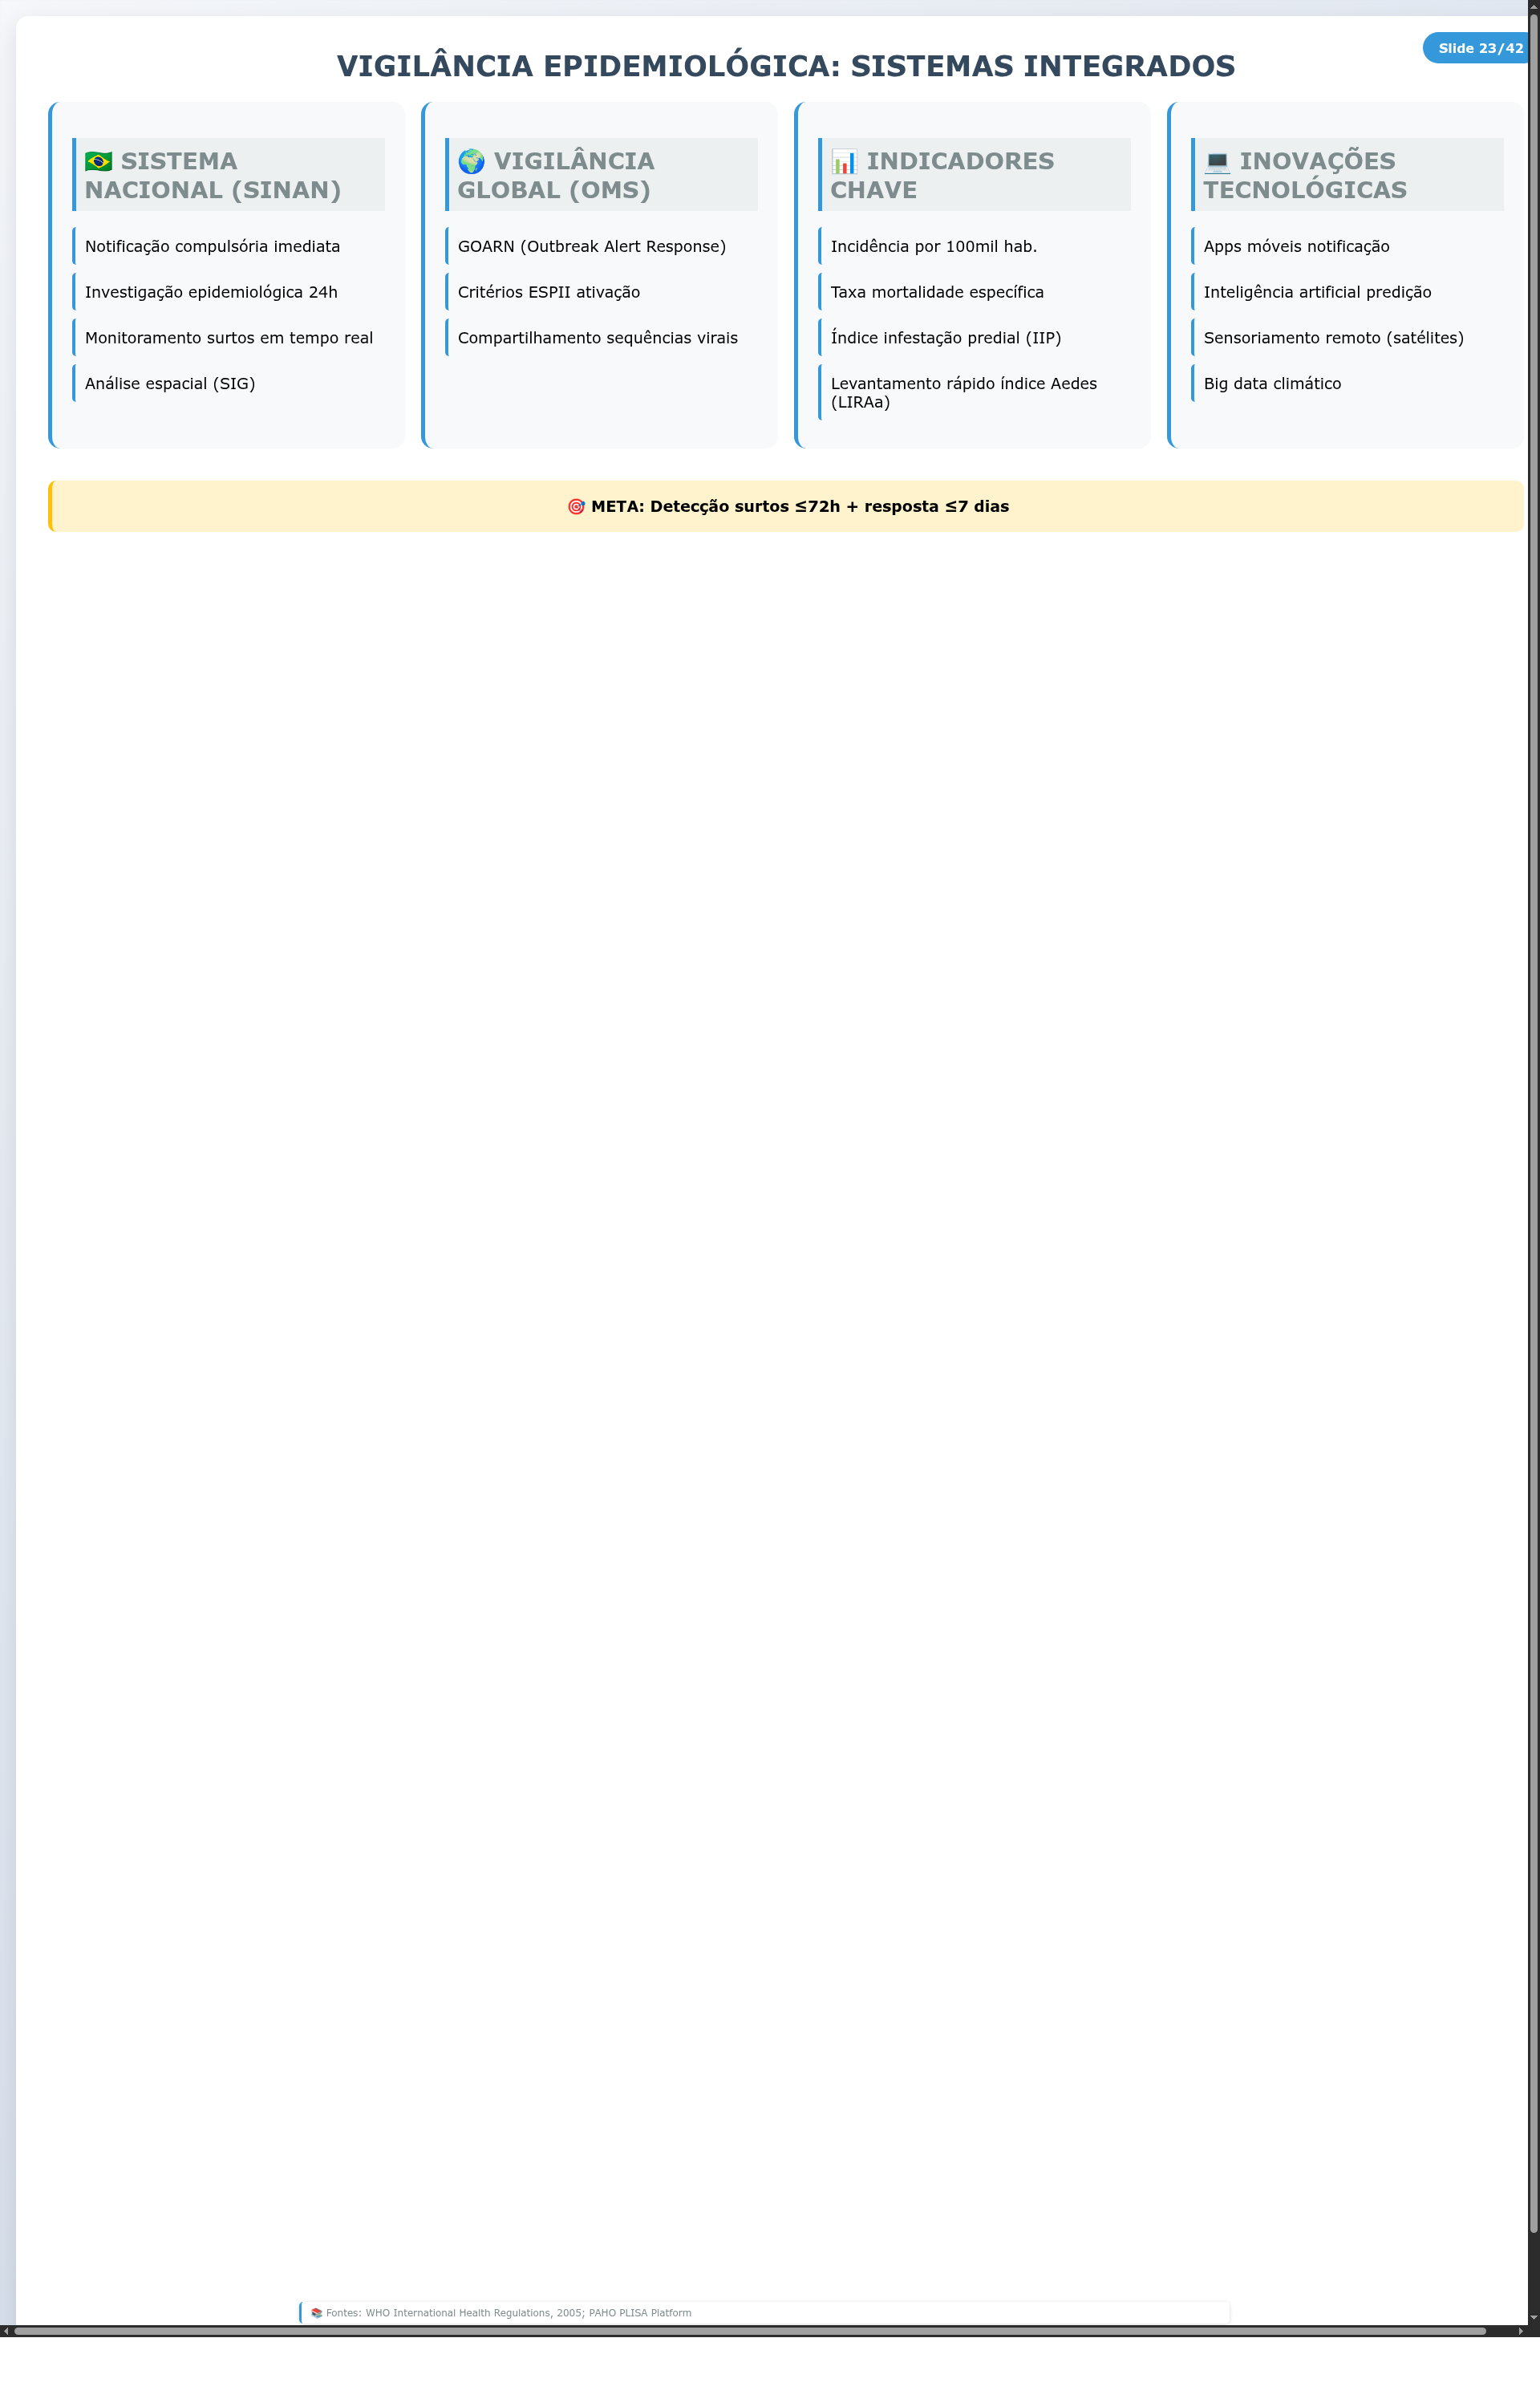 Slide 23/42
VIGILÂNCIA EPIDEMIOLÓGICA: SISTEMAS INTEGRADOS
🇧🇷 SISTEMA
NACIONAL (SINAN)
Notificação compulsória imediata
Investigação epidemiológica 24h
Monitoramento surtos em tempo real
Análise espacial (SIG)
🌍 VIGILÂNCIA
GLOBAL (OMS)
GOARN (Outbreak Alert Response)
Critérios ESPII ativação
Compartilhamento sequências virais
📊 INDICADORES
CHAVE
Incidência por 100mil hab.
Taxa mortalidade específica
Índice infestação predial (IIP)
Levantamento rápido índice Aedes
(LIRAa)
💻 INOVAÇÕES
TECNOLÓGICAS
Apps móveis notificação
Inteligência artificial predição
Sensoriamento remoto (satélites)
Big data climático
🎯 META: Detecção surtos ≤72h + resposta ≤7 dias
📚 Fontes: WHO International Health Regulations, 2005; PAHO PLISA Platform